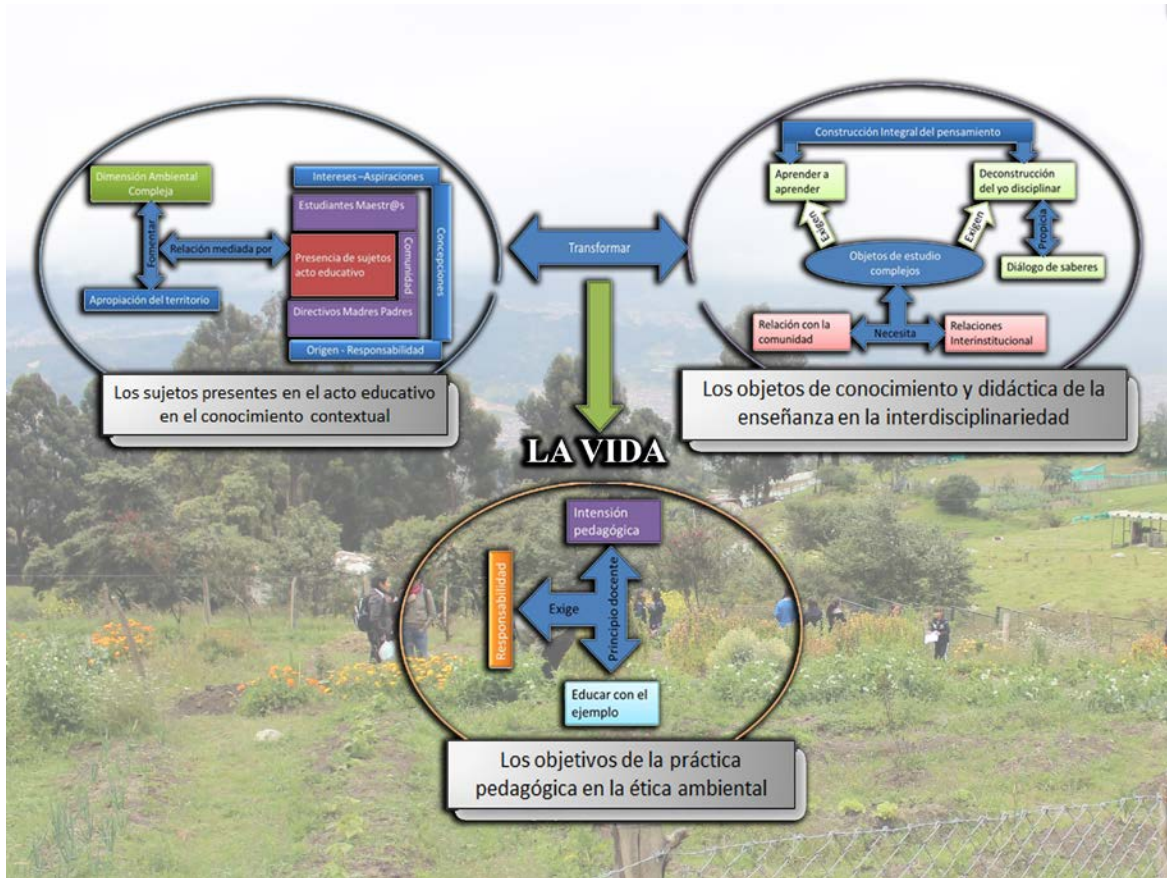 Dimensión Ambiental
Compleja
Fomentar
Relación mediada por
Apropiación del territorio
Intereses –Aspiraciones
Estudiantes Maestr@s
Presencia de sujetos
acto educativo
Comunidad
Concepciones
Directivos Madres Padres
Origen - Responsabilidad
Los sujetos presentes en el acto educativo
en el conocimiento contextual
Transformar
Construcción Integral del pensamiento
Aprender a
aprender
Deconstrucción
del yo disciplinar
Exigen
Exigen
Propicia
Objetos de estudio
complejos
Diálogo de saberes
Relación con la
comunidad
Necesita
Relaciones
Interinstitucional
Los objetos de conocimiento y didáctica de la
enseñanza en la interdisciplinariedad
LA VIDA
Intensión
pedagógica
Responsabilidad
Exige
Principio docente
Educar con el
ejemplo
Los objetivos de la práctica
pedagógica en la ética ambiental